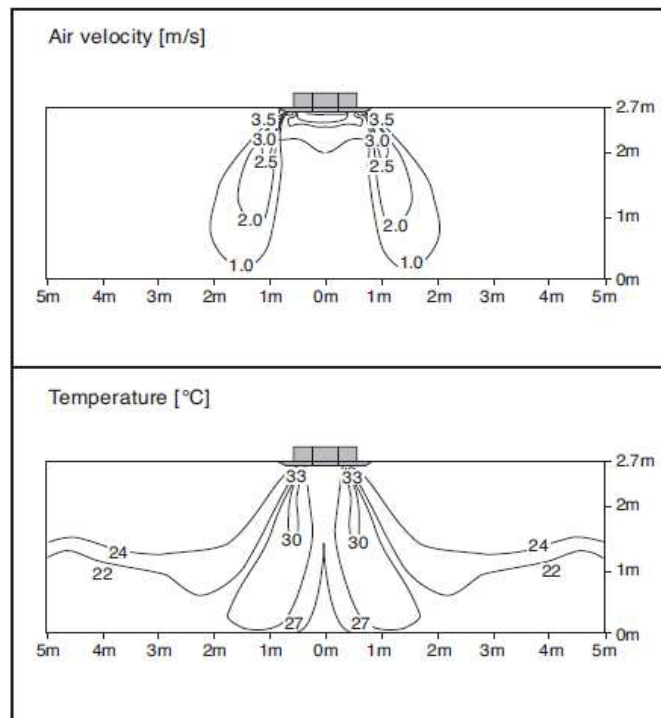 Air velocity [m/s]
2.7m
3.5 3.5
3.0 3.0
2m
2.5 2.5
1m
2.0 2.0
1.0 1.0
0m
5m 4m 3m 2m 1m 0m 1m 2m 3m 4m 5m
Temperature [°C]
2.7m
33 33
2m
30 30
24 24
22 22
1m
27 27
0m
5m 4m 3m 2m 1m 0m 1m 2m 3m 4m 5m